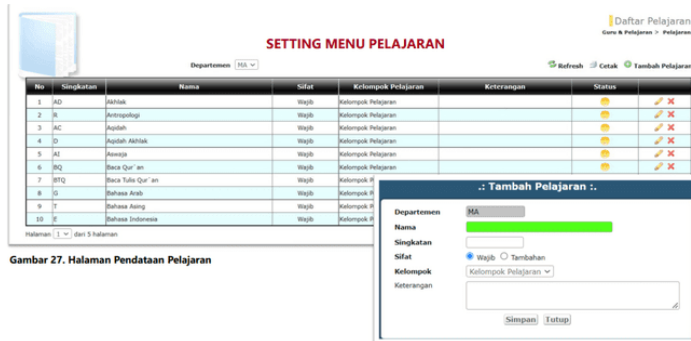 Daftar Pelajaran
Guru & Pelajaran > Pelajaran
SETTING MENU PELAJARAN
Departemen MA
Refresh Cetak Tambah Pelajaran
No Singkatan Nama Sifat Kelompok Pelajaran Keterangan Status
1 AD Akhlak Wajib Kelompok Pelajaran
2 R Antropologi Wajib Kelompok Pelajaran
3 AC Aqidah Wajib Kelompok Pelajaran
4 D Aqidah Akhlak Wajib Kelompok Pelajaran
5 AI Aswaja Wajib Kelompok Pelajaran
6 BQ Baca Qur`an Wajib Kelompok Pelajaran
7 BTQ Baca Tulis Qur`an Wajib Kelompok P
8 G Bahasa Arab Wajib Kelompok P
9 T Bahasa Asing Wajib Kelompok P
10 E Bahasa Indonesia Wajib Kelompok P
Halaman 1 dari 5 halaman
Gambar 27. Halaman Pendataan Pelajaran
.: Tambah Pelajaran :.
Departemen MA
Nama
Singkatan
Sifat Wajib Tambahan
Kelompok Kelompok Pelajaran
Keterangan
Simpan Tutup